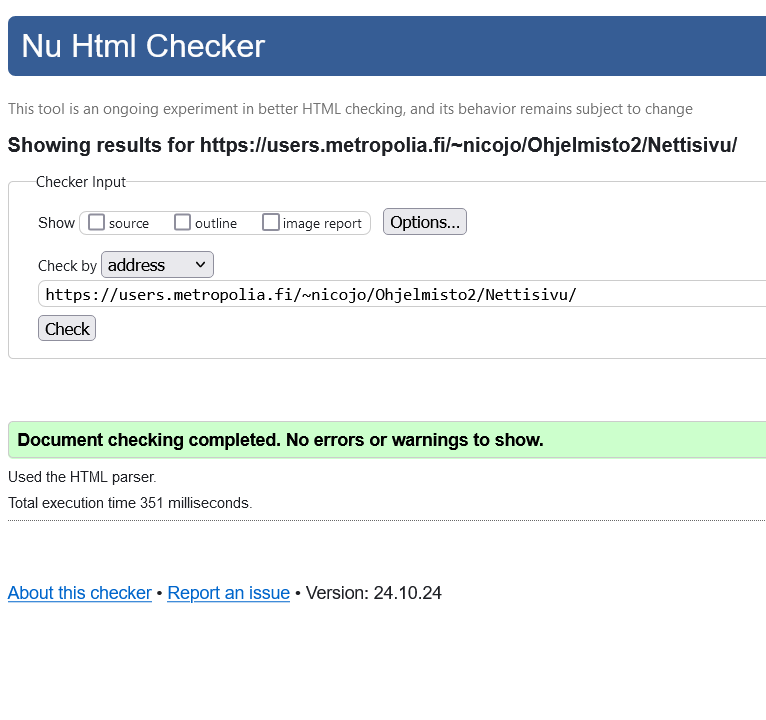 Nu Html Checker
This tool is an ongoing experiment in better HTML checking, and its behavior remains subject to change
Showing results for https://users.metropolia.fi/~nicojo/Ohjelmisto2/Nettisivu/
Checker Input
Show source outline image report Options...
Check by address
https://users.metropolia.fi/~nicojo/Ohjelmisto2/Nettisivu/
Check
Document checking completed. No errors or warnings to show.
Used the HTML parser.
Total execution time 351 milliseconds.
About this checker • Report an issue • Version: 24.10.24